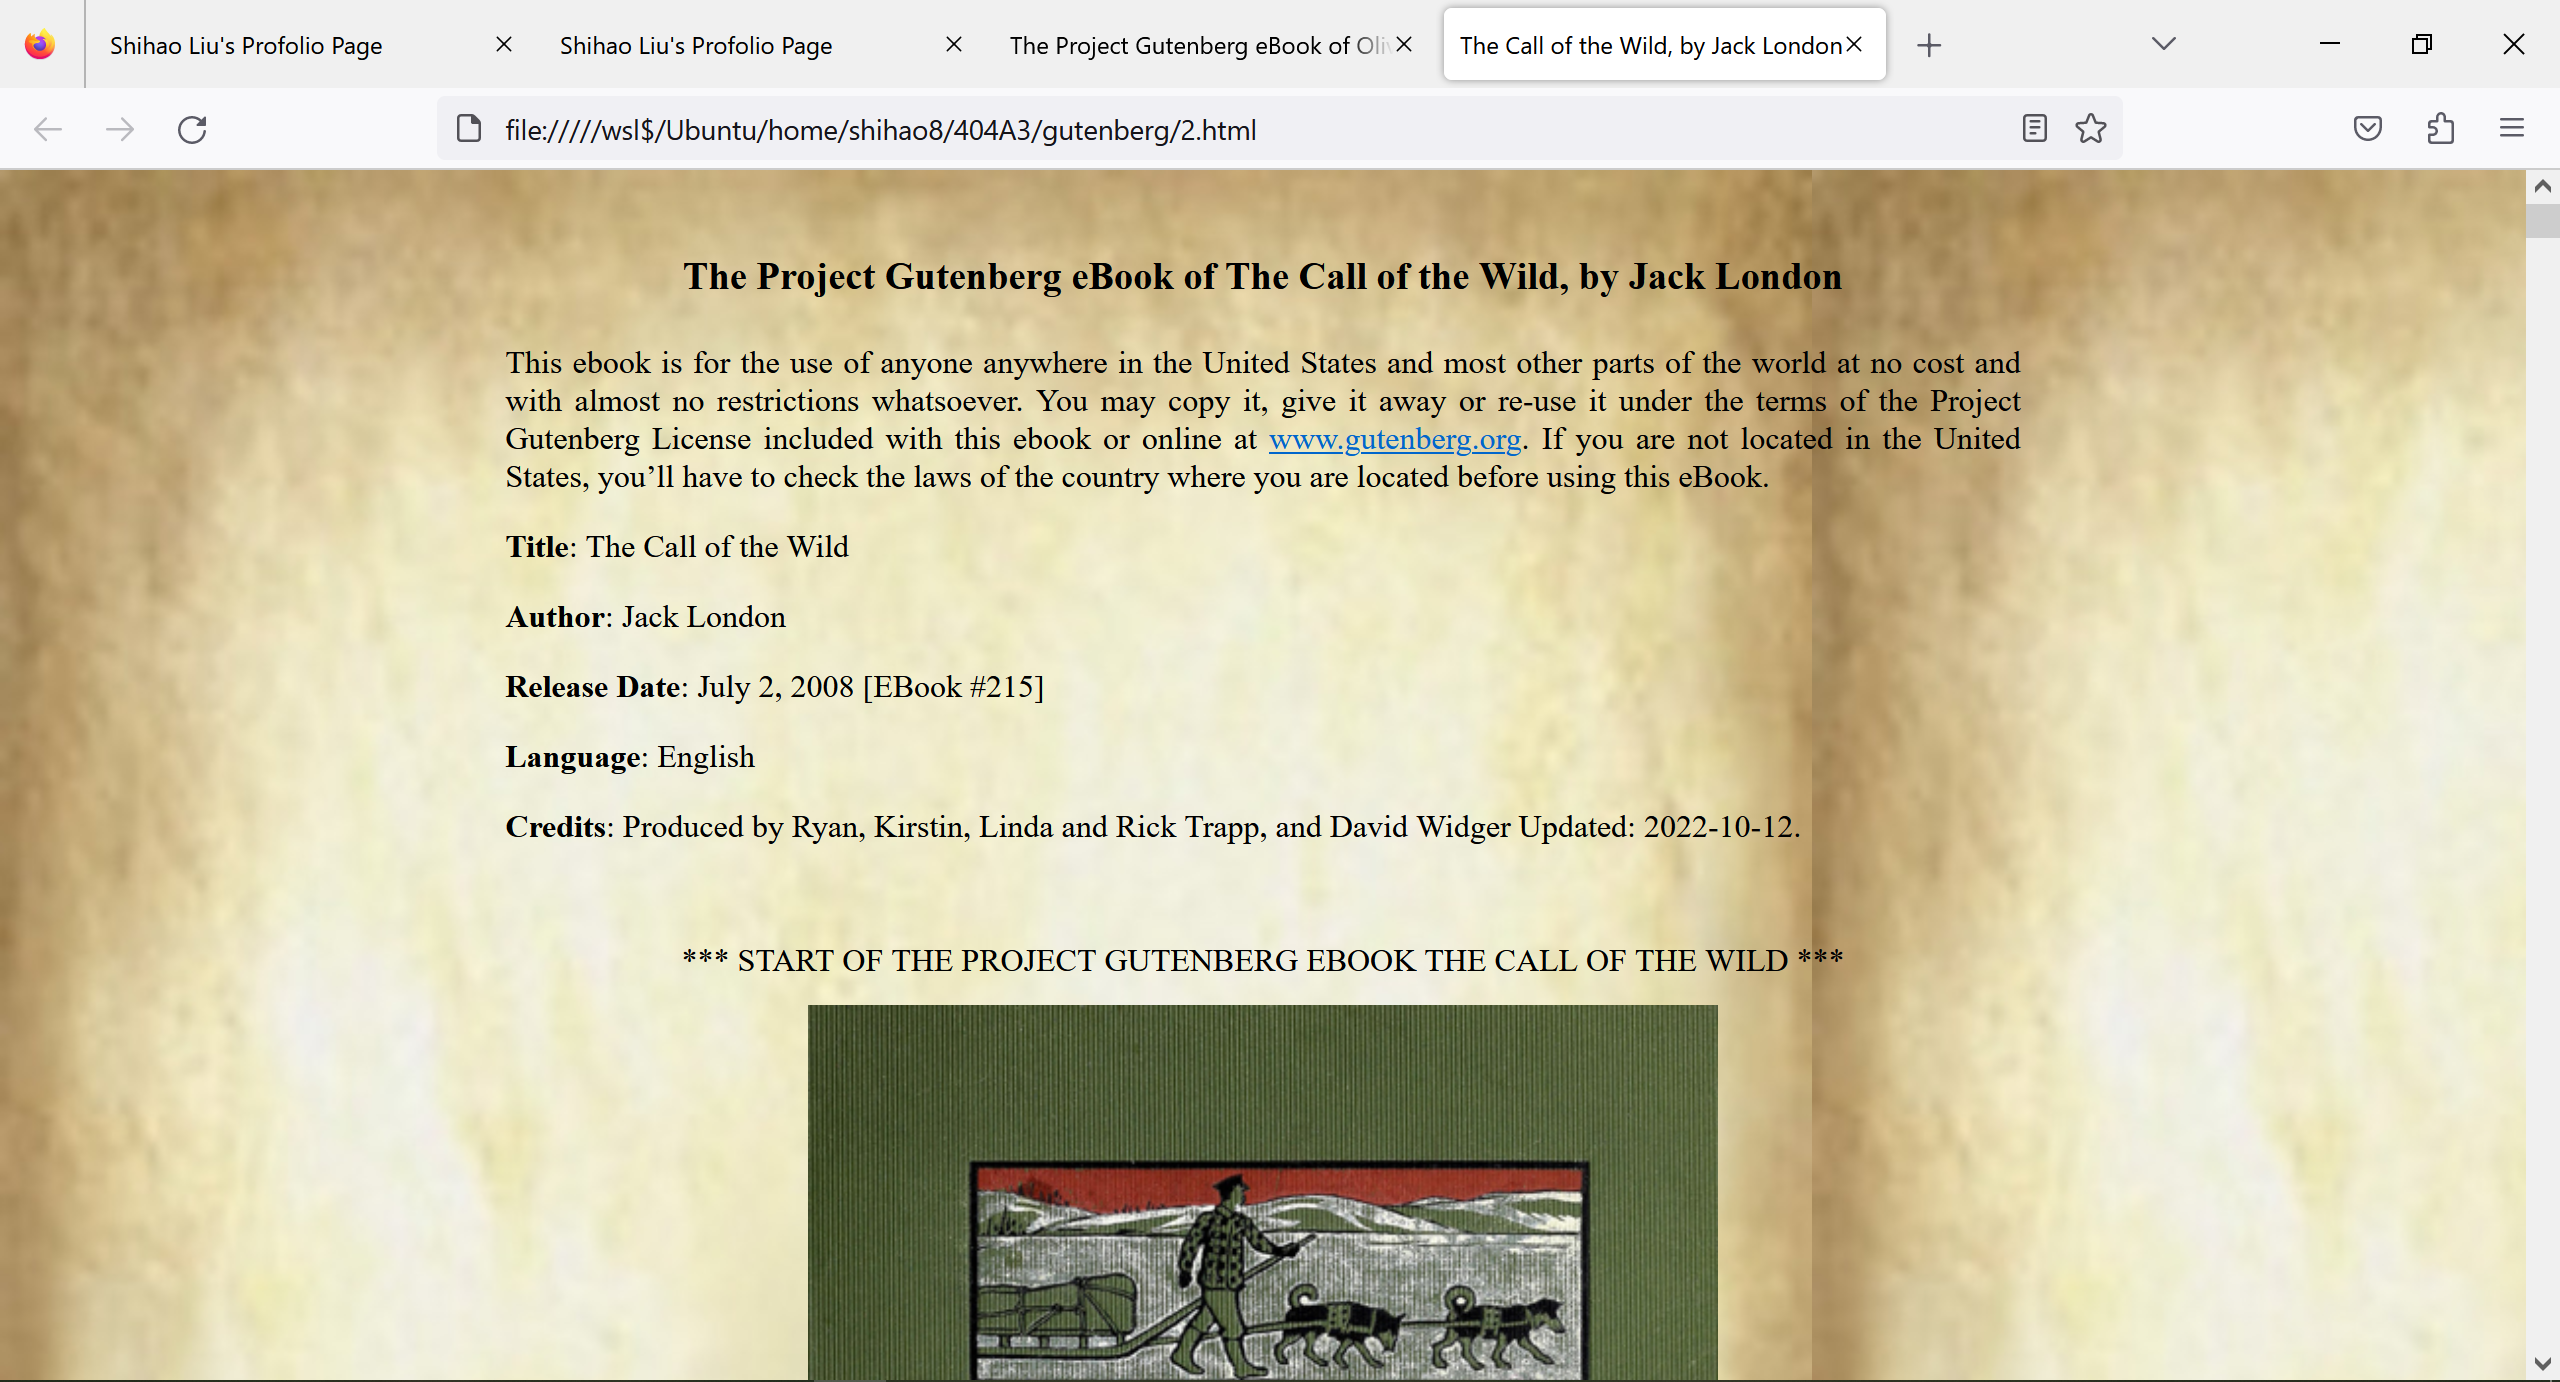 Shihao Liu's Profolio Page
Shihao Liu's Profolio Page
The Project Gutenberg eBook of Oliv
The Call of the Wild, by Jack London
file://///wsl$/Ubuntu/home/shihao8/404A3/gutenberg/2.html
The Project Gutenberg eBook of The Call of the Wild, by Jack London
This ebook is for the use of anyone anywhere in the United States and most other parts of the world at no cost and
with almost no restrictions whatsoever. You may copy it, give it away or re-use it under the terms of the Project
Gutenberg License included with this ebook or online at www.gutenberg.org. If you are not located in the United
States, you’ll have to check the laws of the country where you are located before using this eBook.
Title: The Call of the Wild
Author: Jack London
Release Date: July 2, 2008 [EBook #215]
Language: English
Credits: Produced by Ryan, Kirstin, Linda and Rick Trapp, and David Widger Updated: 2022-10-12.
*** START OF THE PROJECT GUTENBERG EBOOK THE CALL OF THE WILD ***